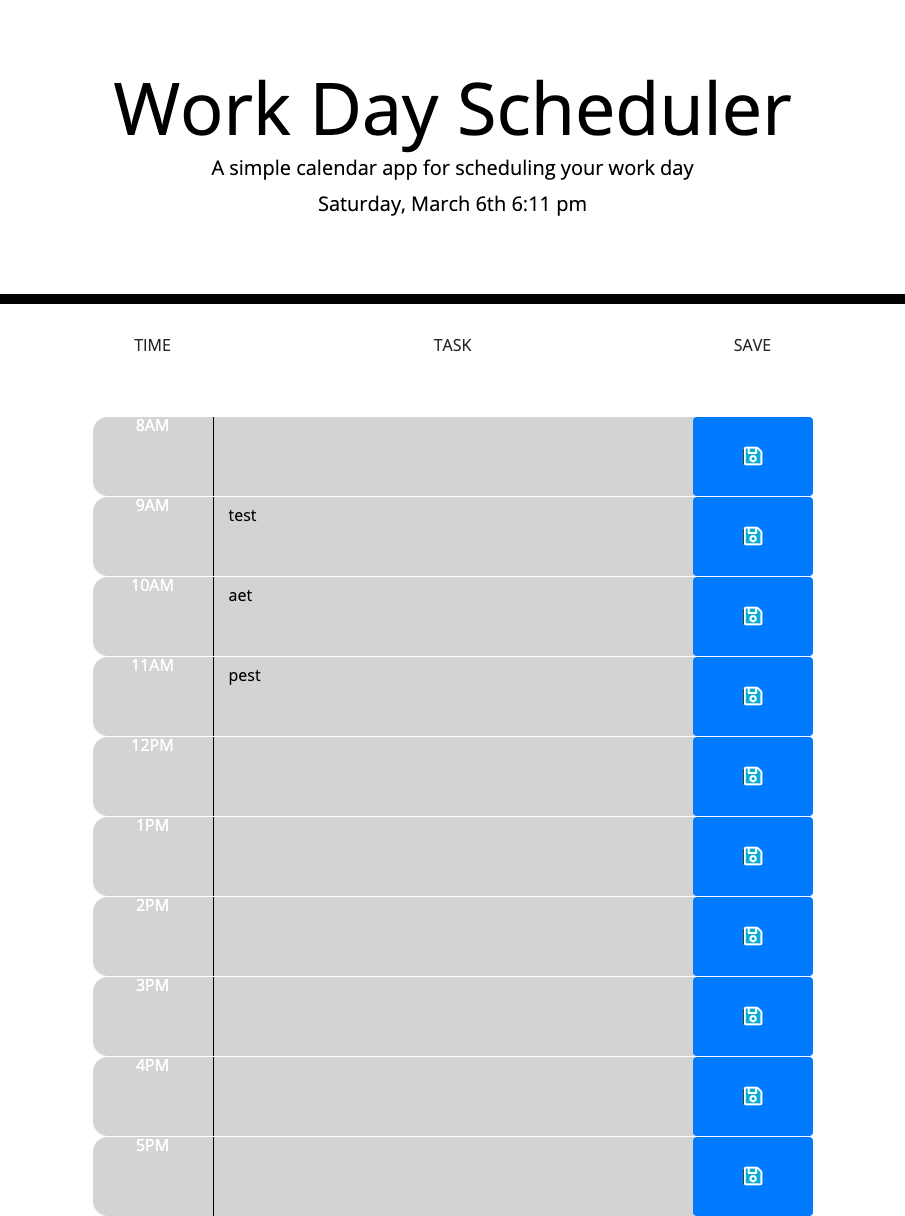 Work Day Scheduler
A simple calendar app for scheduling your work day
Saturday, March 6th 6:11 pm
TIME TASK SAVE
8AM
9AM test
10AM aet
11AM pest
12PM
1PM
2PM
3PM
4PM
5PM